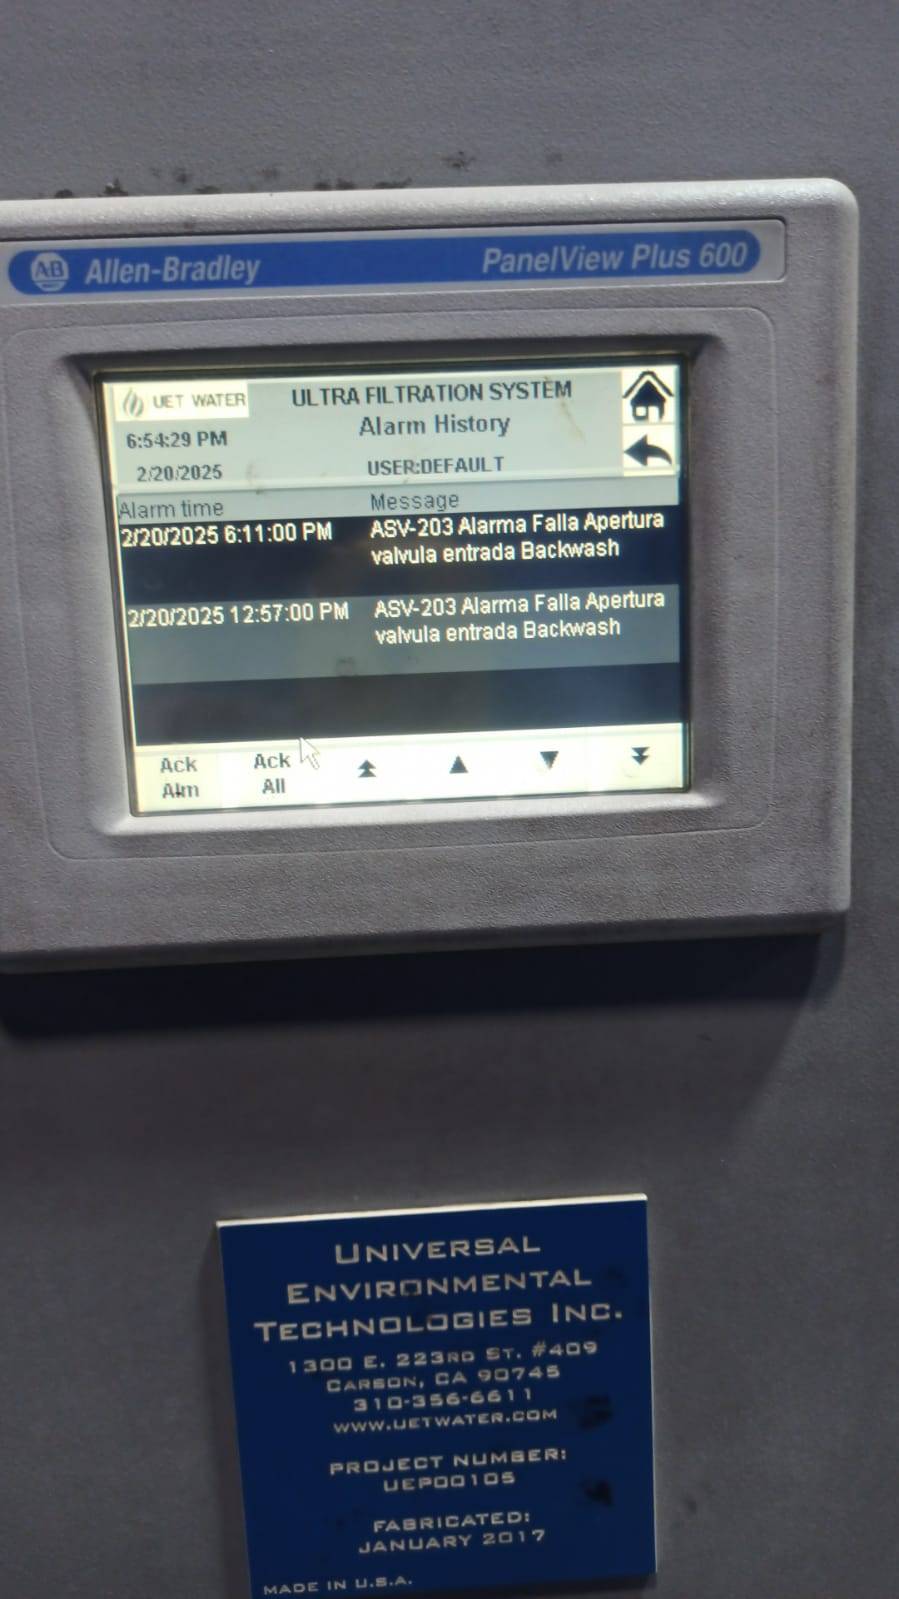 AB Allen-Bradley
PanelView Plus 600
UET WATER
ULTRA FILTRATION SYSTEM
6:54:29 PM
Alarm History
2/20/2025
USER:DEFAULT
Alarm time
Message
2/20/2025 6:11:00 PM
ASV-203 Alarma Falla Apertura
valvula entrada Backwash
2/20/2025 12:57:00 PM
ASV-203 Alarma Falla Apertura
valvula entrada Backwash
Ack
Alm
Ack
All
UNIVERSAL
ENVIRONMENTAL
TECHNOLOGIES INC.
1300 E. 223RD ST. #409
CARSON, CA 90745
310-356-6611
WWW.UETWATER.COM
PROJECT NUMBER:
UEP00105
FABRICATED:
JANUARY 2017
MADE IN U.S.A.